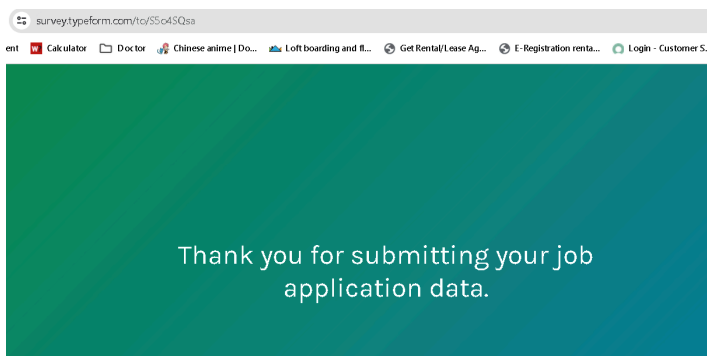 survey.typeform.com/to/S5o4SQsa
ent Calculator Doctor Chinese anime | Do... Loft boarding and fl... Get Rental/Lease Ag... E-Registration renta... Login - Customer S...
Thank you for submitting your job
application data.